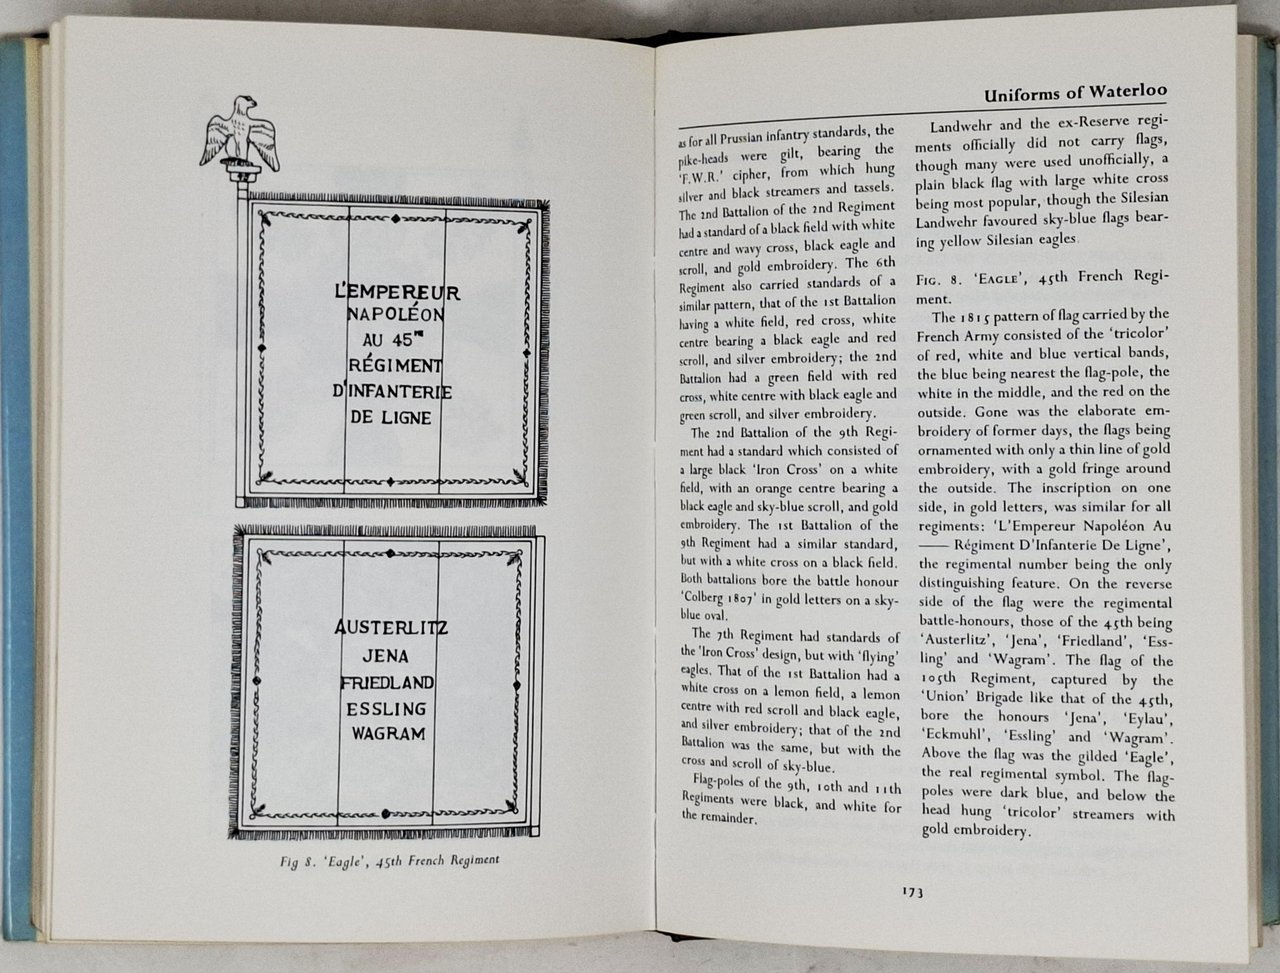 L'EMPEREUR
NAPOLÉON
AU 45ME
RÉGIMENT
D'INFANTERIE
DE LIGNE
AUSTERLITZ
JENA
FRIEDLAND
ESSLING
WAGRAM
Fig 8. 'Eagle', 45th French Regiment
Uniforms of Waterloo
as for all Prussian infantry standards, the
pike-heads were gilt, bearing the
'F.W.R.' cipher, from which hung
silver and black streamers and tassels.
The 2nd Battalion of the 2nd Regiment
had a standard of a black field with white
centre and wavy cross, black eagle and
scroll, and gold embroidery. The 6th
Regiment also carried standards of a
similar pattern, that of the 1st Battalion
having a white field, red cross, white
centre bearing a black eagle and red
scroll, and silver embroidery; the 2nd
Battalion had a green field with red
cross, white centre with black eagle and
green scroll, and silver embroidery.
The 2nd Battalion of the 9th Regi-
ment had a standard which consisted of
a large black 'Iron Cross' on a white
field, with an orange centre bearing a
black eagle and sky-blue scroll, and gold
embroidery. The 1st Battalion of the
9th Regiment had a similar standard,
but with a white cross on a black field.
Both battalions bore the battle honour
'Colberg 1807' in gold letters on a sky-
blue oval.
The 7th Regiment had standards of
the 'Iron Cross' design, but with 'flying'
eagles. That of the 1st Battalion had a
white cross on a lemon field, a lemon
centre with red scroll and black eagle,
and silver embroidery; that of the 2nd
Battalion was the same, but with the
cross and scroll of sky-blue.
Flag-poles of the 9th, 10th and 11th
Regiments were black, and white for
the remainder.
Landwehr and the ex-Reserve regi-
ments officially did not carry flags,
though many were used unofficially, a
plain black flag with large white cross
being most popular, though the Silesian
Landwehr favoured sky-blue flags bear-
ing yellow Silesian eagles.
FIG. 8. 'EAGLE', 45th French Regi-
ment.
The 1815 pattern of flag carried by the
French Army consisted of the 'tricolor'
of red, white and blue vertical bands,
the blue being nearest the flag-pole, the
white in the middle, and the red on the
outside. Gone was the elaborate em-
broidery of former days, the flags being
ornamented with only a thin line of gold
embroidery, with a gold fringe around
the outside. The inscription on one
side, in gold letters, was similar for all
regiments: 'L'Empereur Napoléon Au
—— Régiment D'Infanterie De Ligne',
the regimental number being the only
distinguishing feature. On the reverse
side of the flag were the regimental
battle-honours, those of the 45th being
'Austerlitz', 'Jena', 'Friedland', 'Ess-
ling' and 'Wagram'. The flag of the
105th Regiment, captured by the
'Union' Brigade like that of the 45th,
bore the honours 'Jena', 'Eylau',
'Eckmuhl', 'Essling' and 'Wagram'.
Above the flag was the gilded 'Eagle',
the real regimental symbol. The flag-
poles were dark blue, and below the
head hung 'tricolor' streamers with
gold embroidery.
173